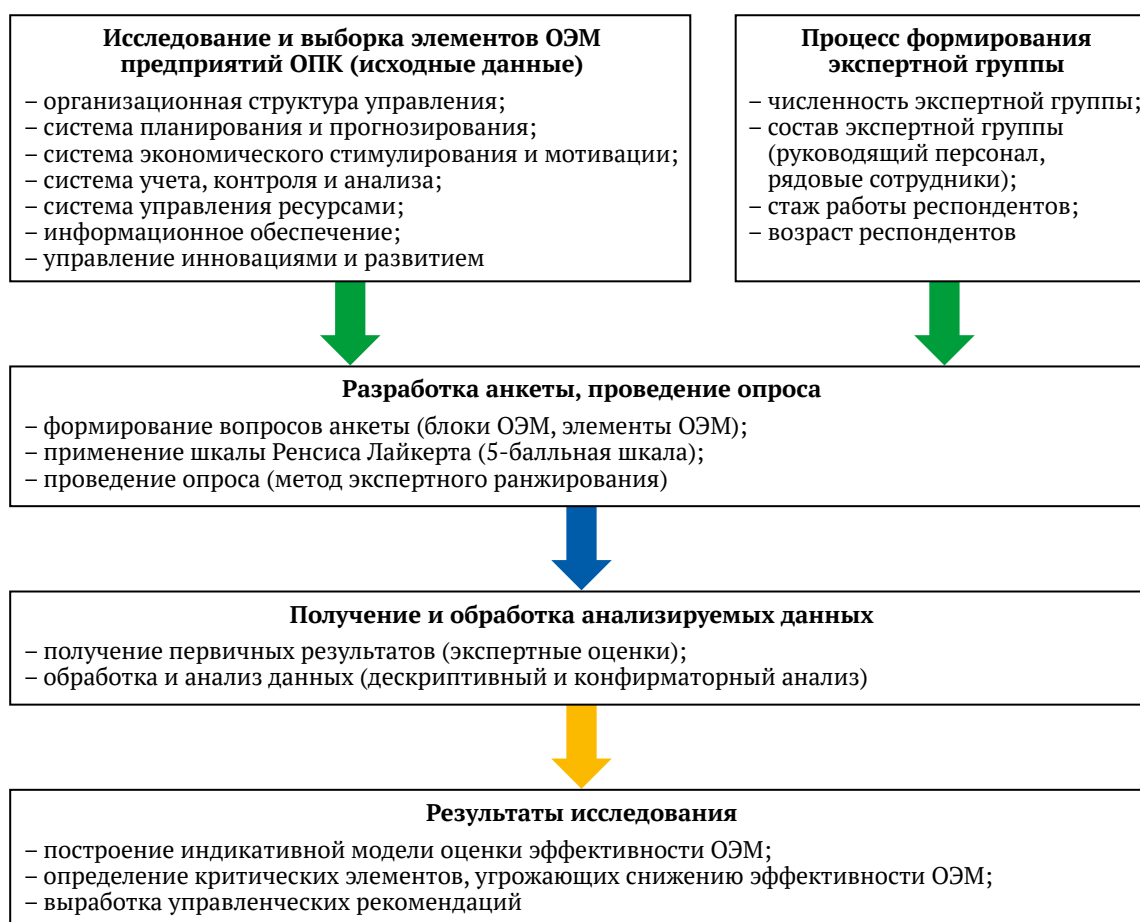 Исследование и выборка элементов ОЭМ
предприятий ОПК (исходные данные)
– организационная структура управления;
– система планирования и прогнозирования;
– система экономического стимулирования и мотивации;
– система учета, контроля и анализа;
– система управления ресурсами;
– информационное обеспечение;
– управление инновациями и развитием
Процесс формирования
экспертной группы
– численность экспертной группы;
– состав экспертной группы
(руководящий персонал,
рядовые сотрудники);
– стаж работы респондентов;
– возраст респондентов
Разработка анкеты, проведение опроса
– формирование вопросов анкеты (блоки ОЭМ, элементы ОЭМ);
– применение шкалы Ренсиса Лайкерта (5-балльная шкала);
– проведение опроса (метод экспертного ранжирования)
Получение и обработка анализируемых данных
– получение первичных результатов (экспертные оценки);
– обработка и анализ данных (дескриптивный и конфирматорный анализ)
Результаты исследования
– построение индикативной модели оценки эффективности ОЭМ;
– определение критических элементов, угрожающих снижению эффективности ОЭМ;
– выработка управленческих рекомендаций